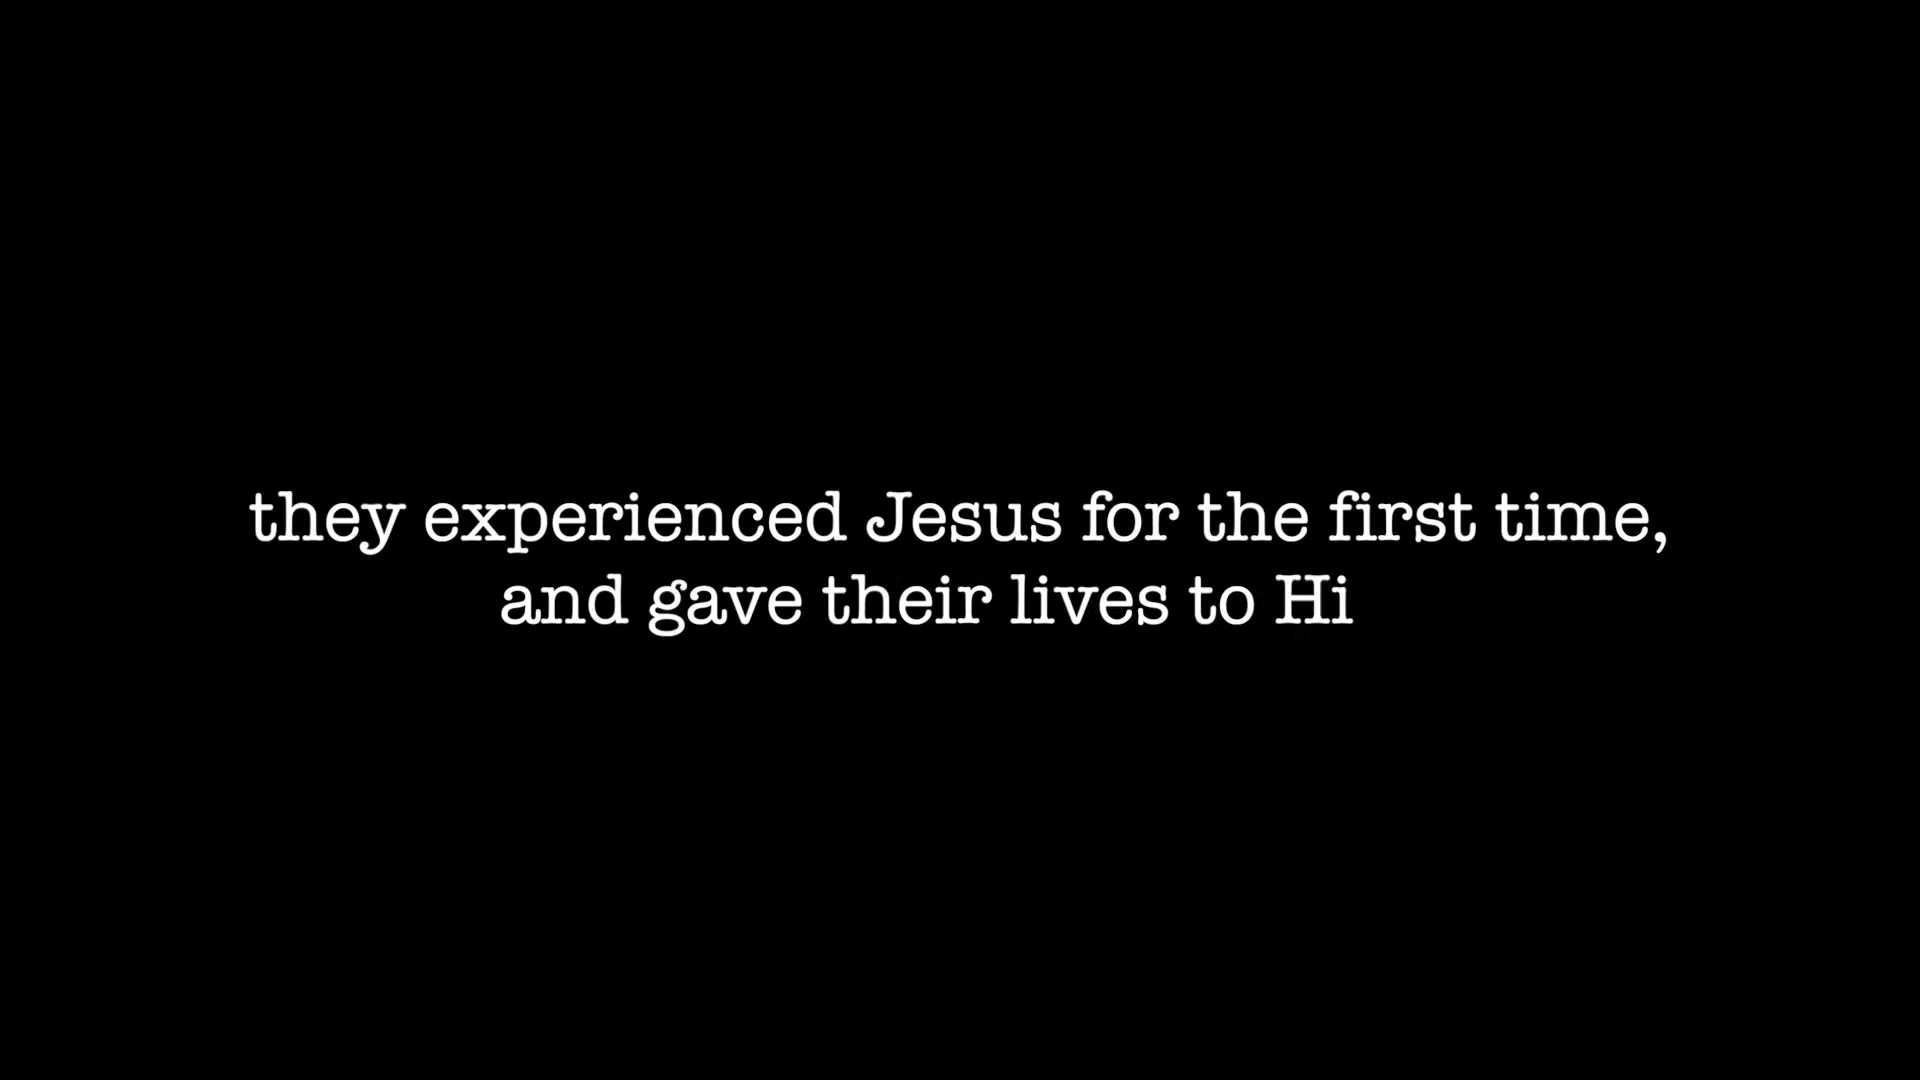 they experienced Jesus for the first time,
and gave their lives to Hi